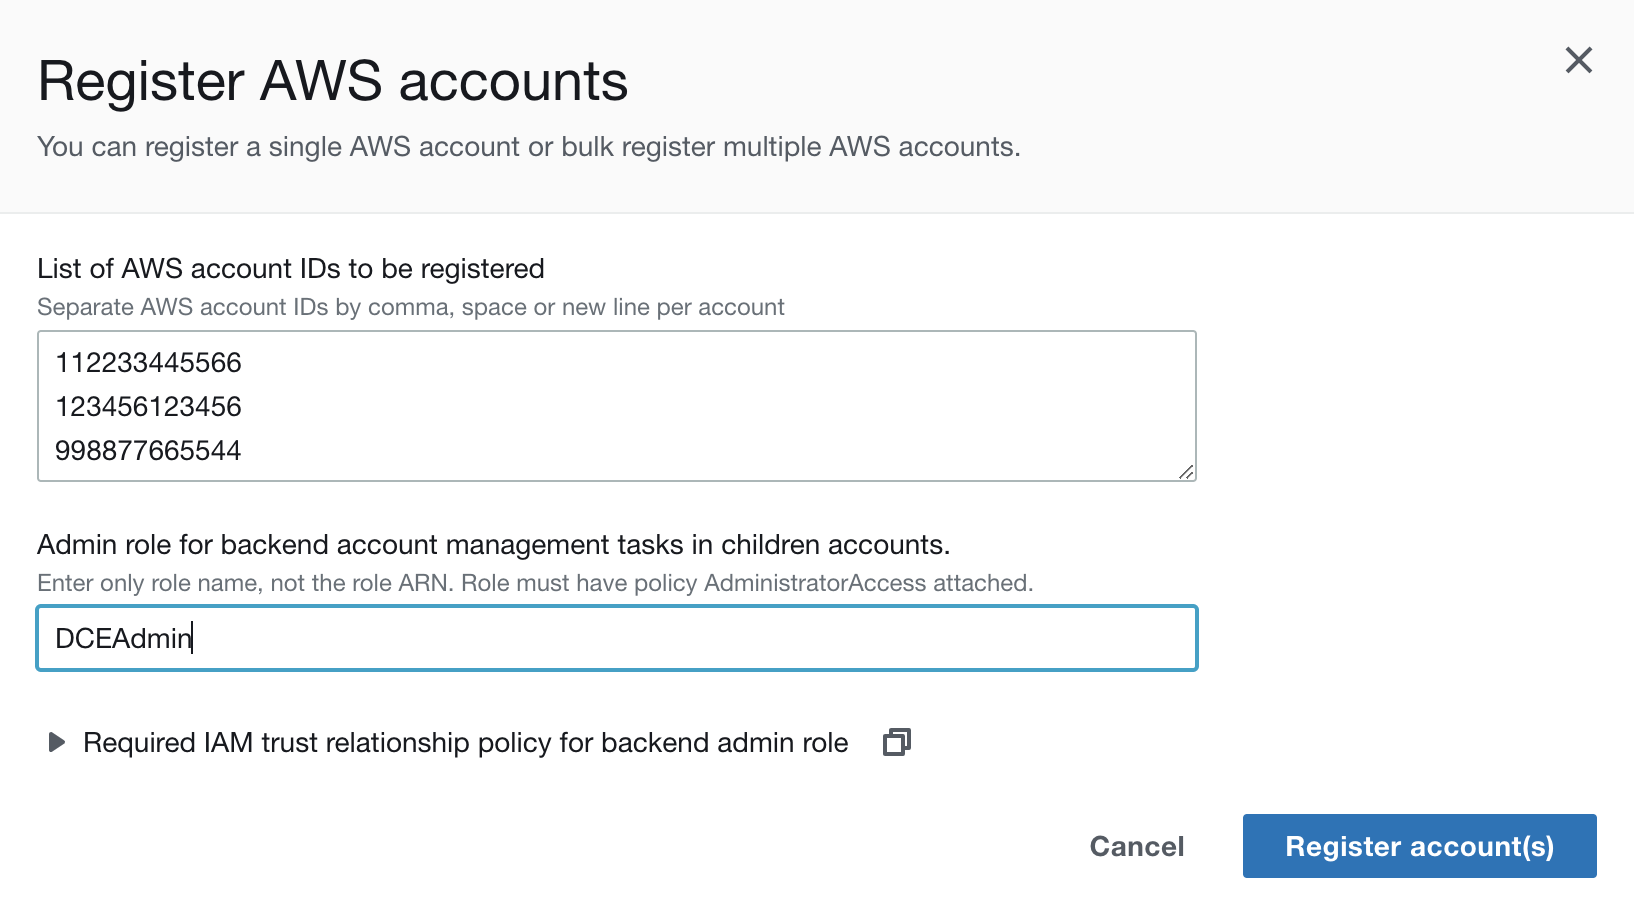 Register AWS accounts
You can register a single AWS account or bulk register multiple AWS accounts.
List of AWS account IDs to be registered
Separate AWS account IDs by comma, space or new line per account
112233445566
123456123456
998877665544
Admin role for backend account management tasks in children accounts.
Enter only role name, not the role ARN. Role must have policy AdministratorAccess attached.
DCEAdmin
Required IAM trust relationship policy for backend admin role
Cancel
Register account(s)